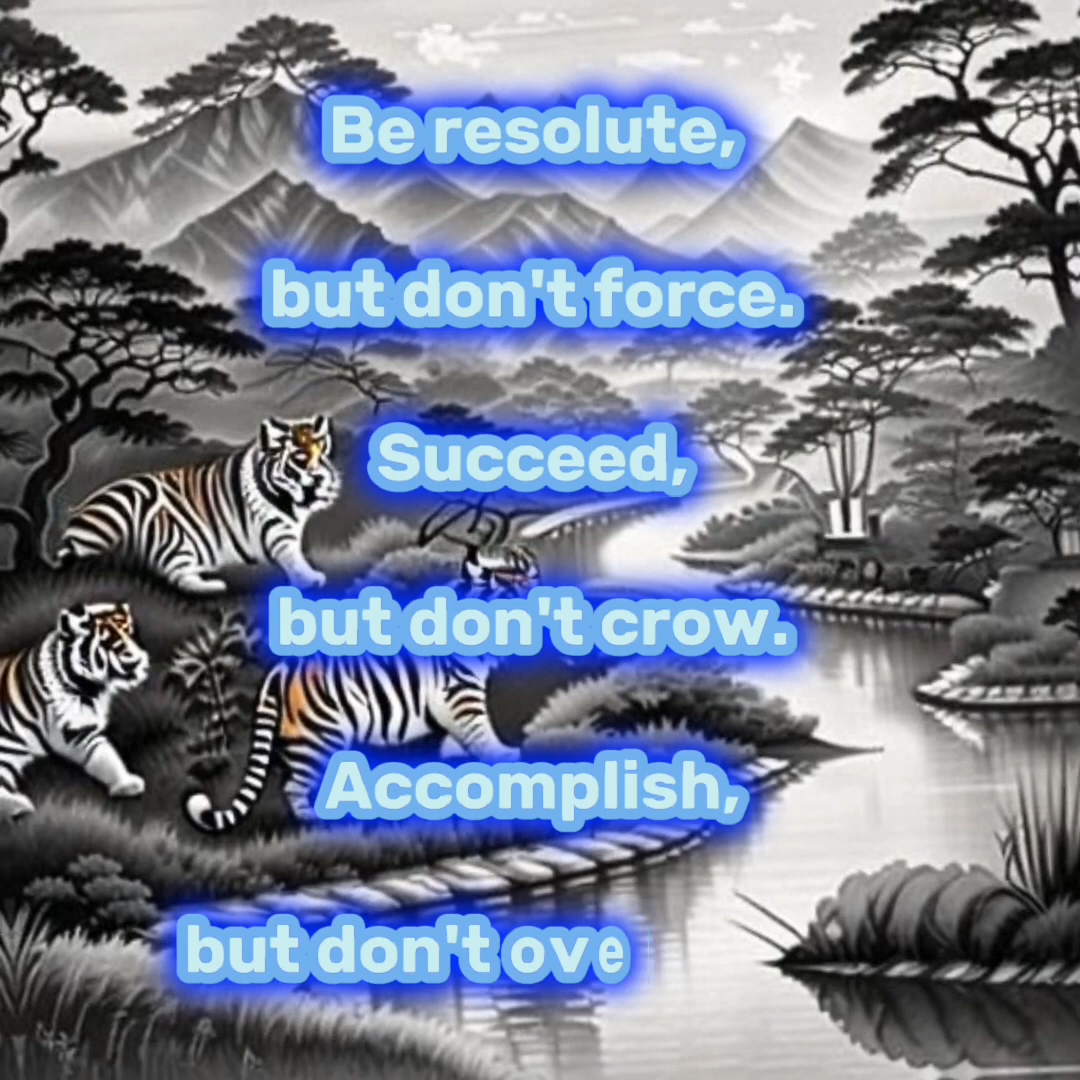 Be resolute,
but don't force.
Succeed,
but don't crow.
Accomplish,
but don't ove